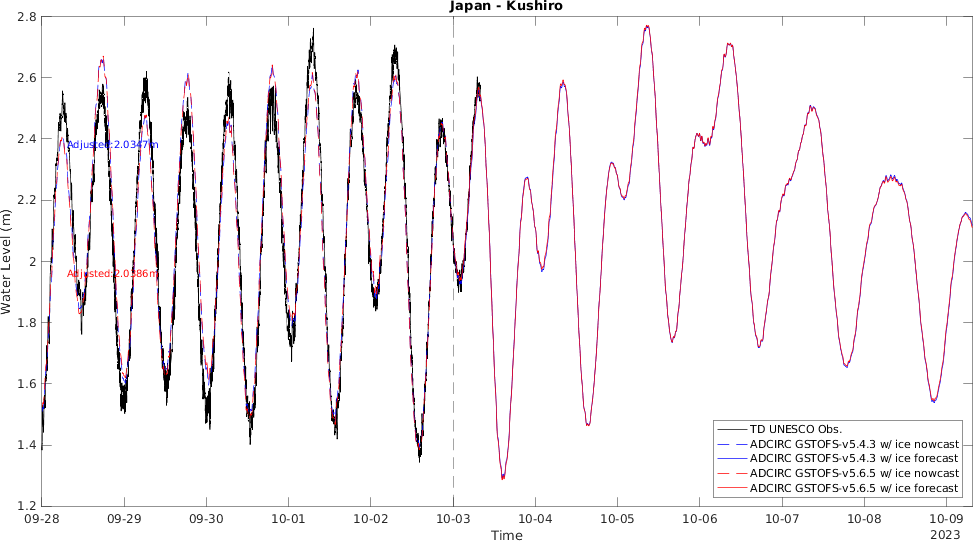 Japan - Kushiro
Water Level (m)
2.8
2.6
2.4
2.2
2
1.8
1.6
1.4
1.2
Adjusted:2.0347m
Adjusted:2.0386m
TD UNESCO Obs.
ADCIRC GSTOFS-v5.4.3 w/ ice nowcast
ADCIRC GSTOFS-v5.4.3 w/ ice forecast
ADCIRC GSTOFS-v5.6.5 w/ ice nowcast
ADCIRC GSTOFS-v5.6.5 w/ ice forecast
09-28 09-29 09-30 10-01 10-02 10-03 10-04 10-05 10-06 10-07 10-08 10-09
2023
Time